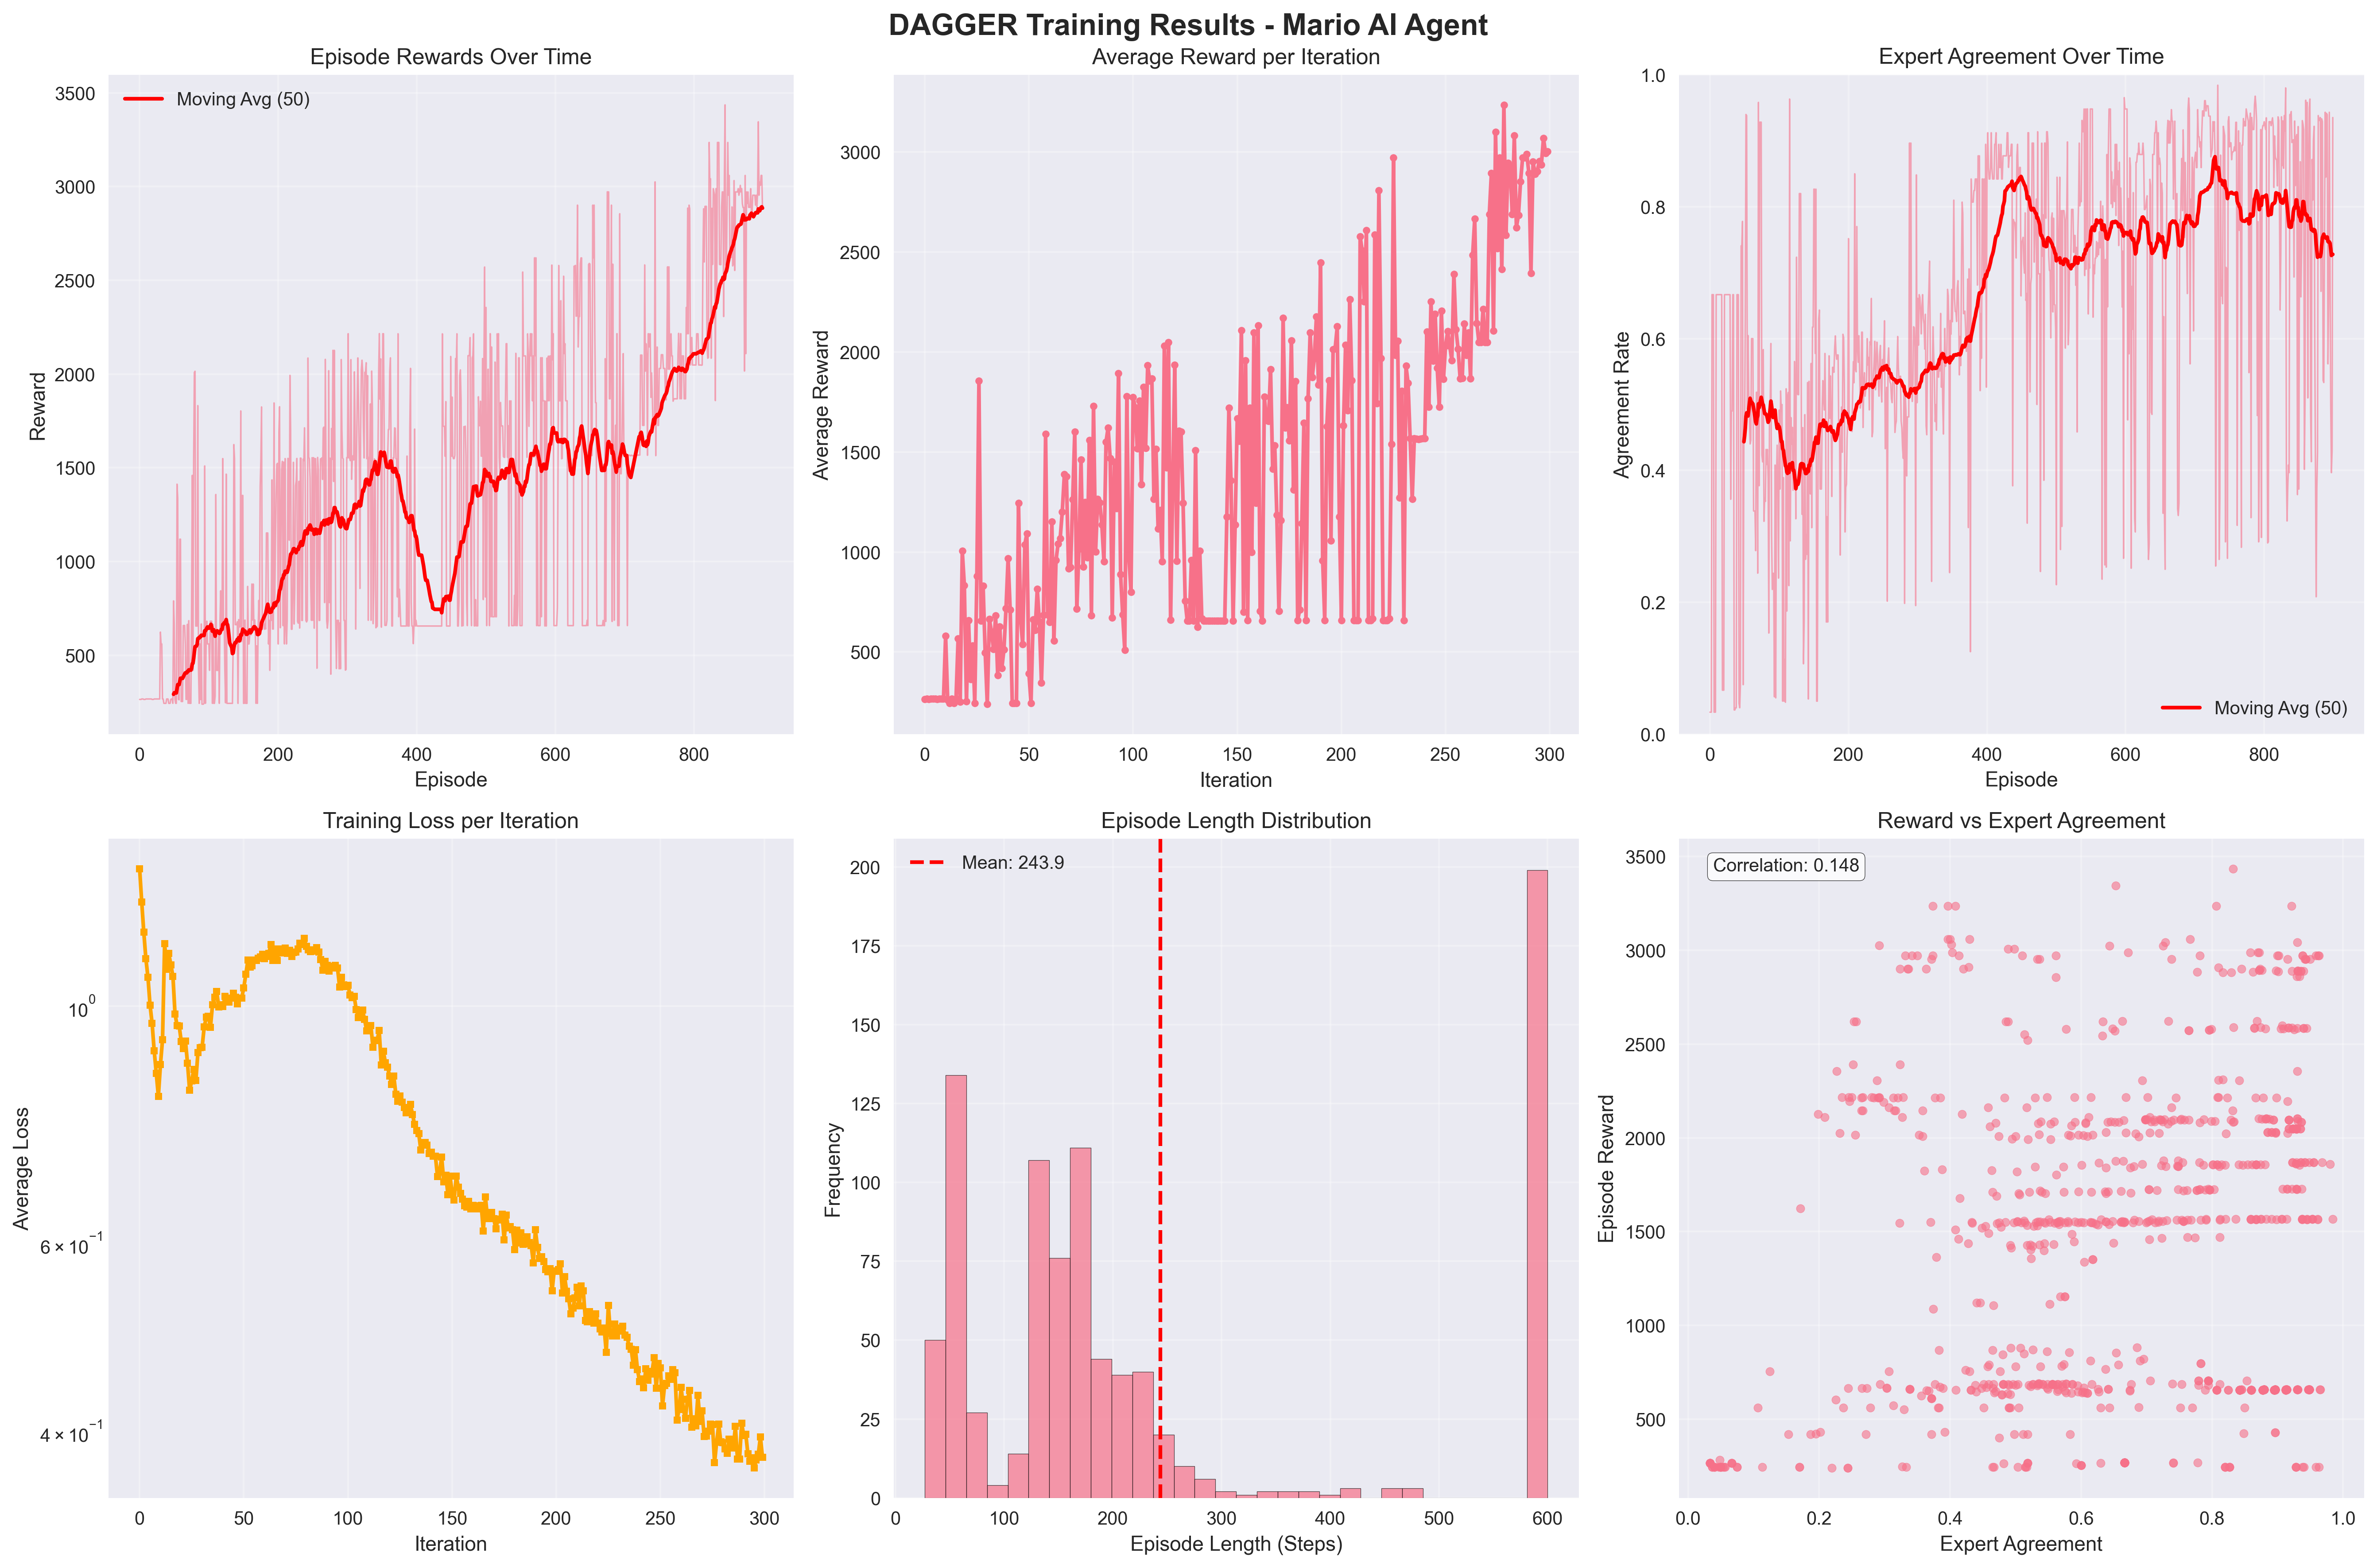 DAGGER Training Results - Mario AI Agent
Episode Rewards Over Time
Moving Avg (50)
Reward
3500
3000
2500
2000
1500
1000
500
0
200
400
600
800
Episode
Average Reward per Iteration
Average Reward
3000
2500
2000
1500
1000
500
0
50
100
150
200
250
300
Iteration
Expert Agreement Over Time
Agreement Rate
1.0
0.8
0.6
0.4
0.2
0.0
Moving Avg (50)
0
200
400
600
800
Episode
Training Loss per Iteration
Average Loss
10⁰
6 × 10⁻¹
4 × 10⁻¹
0
50
100
150
200
250
300
Iteration
Episode Length Distribution
Mean: 243.9
Frequency
200
175
150
125
100
75
50
25
0
0
100
200
300
400
500
600
Episode Length (Steps)
Reward vs Expert Agreement
Correlation: 0.148
Episode Reward
3500
3000
2500
2000
1500
1000
500
0.0
0.2
0.4
0.6
0.8
1.0
Expert Agreement